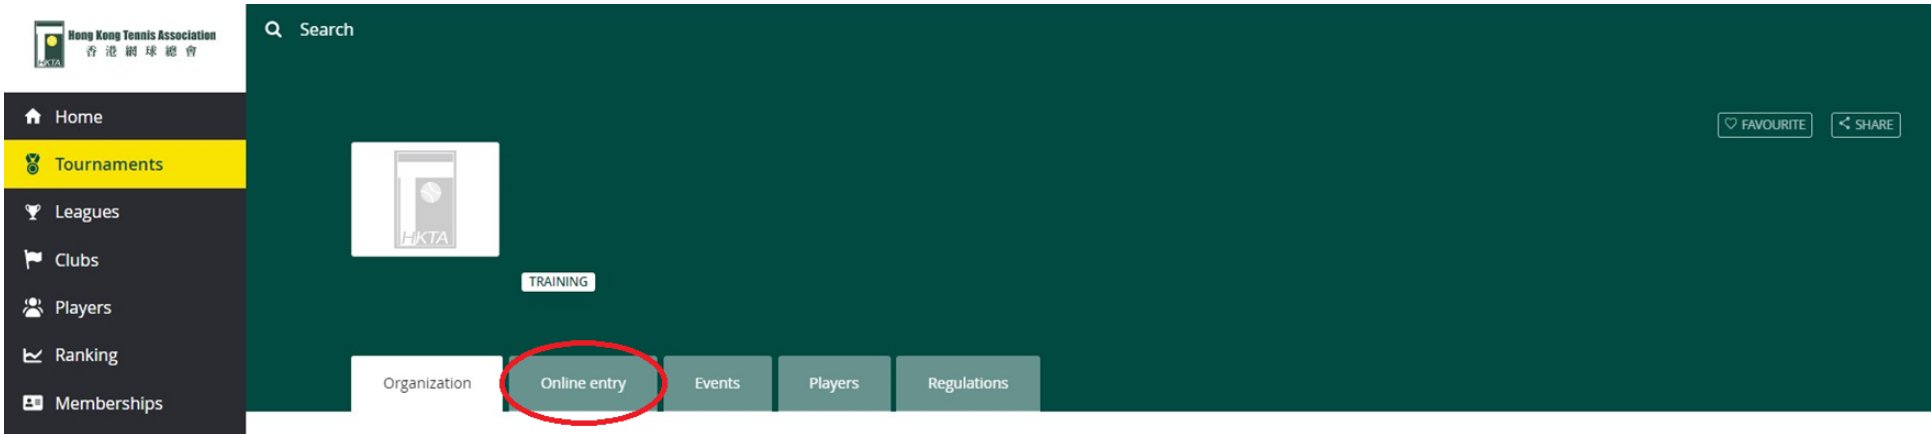 Hong Kong Tennis Association
香港網球總會
HKTA
Search
Home
Tournaments
Leagues
Clubs
Players
Ranking
Memberships
FAVOURITE
SHARE
HKTA
TRAINING
Organization
Online entry
Events
Players
Regulations